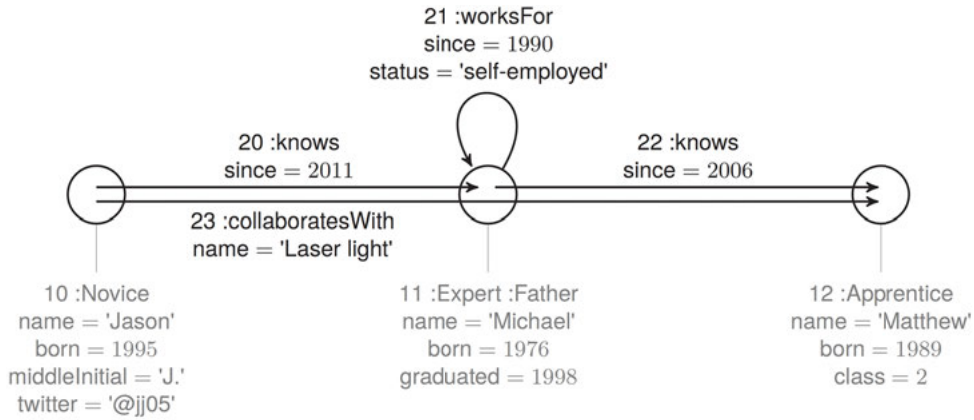 21 :worksFor
since = 1990
status = 'self-employed'
20 :knows
since = 2011
22 :knows
since = 2006
23 :collaboratesWith
name = 'Laser light'
10 :Novice
name = 'Jason'
born = 1995
middleInitial = 'J.'
twitter = '@jj05'
11 :Expert :Father
name = 'Michael'
born = 1976
graduated = 1998
12 :Apprentice
name = 'Matthew'
born = 1989
class = 2